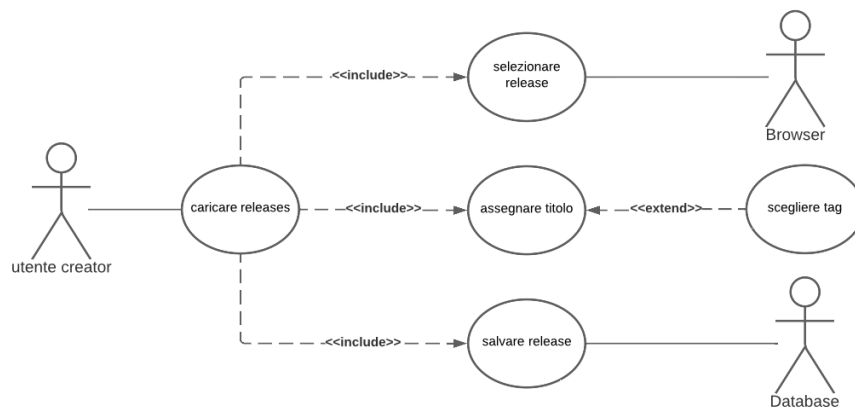 <<include>>
selezionare
release
Browser
utente creator
caricare releases
<<include>>
assegnare titolo
<<extend>>
scegliere tag
<<include>>
salvare release
Database